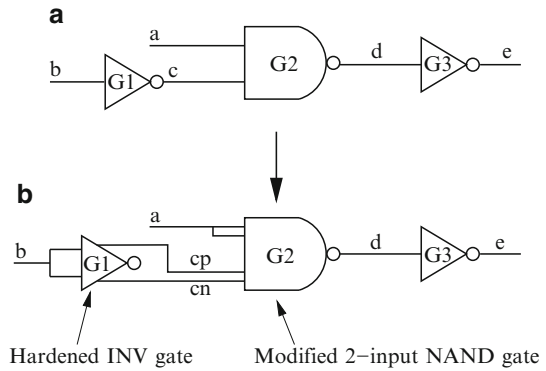 a
a
b
G1
c
G2
d
G3
e
b
a
b
G1
cp
cn
G2
d
G3
e
Hardened INV gate
Modified 2−input NAND gate